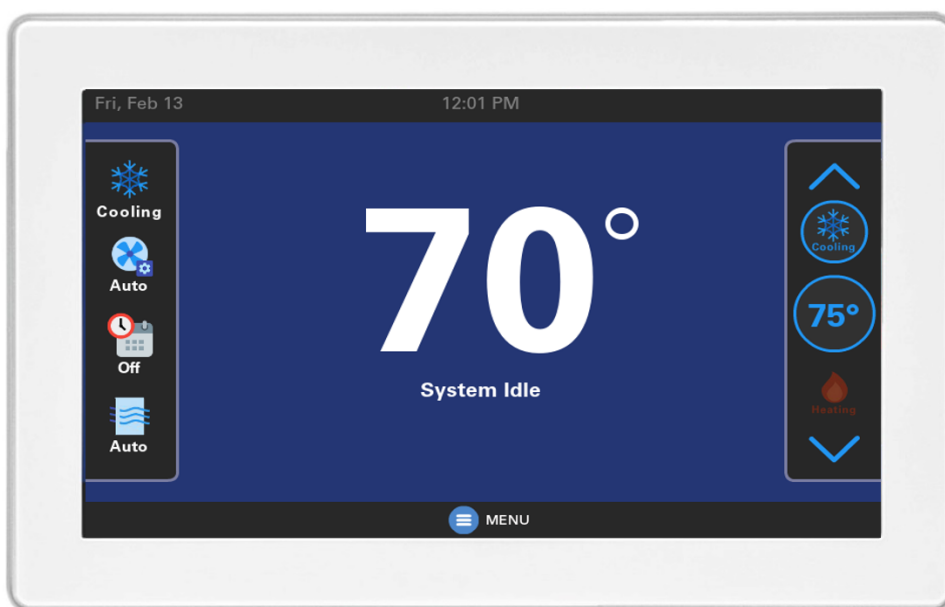 Fri, Feb 13
12:01 PM
Cooling
Auto
Off
Auto
70°
System Idle
Cooling
75°
Heating
MENU